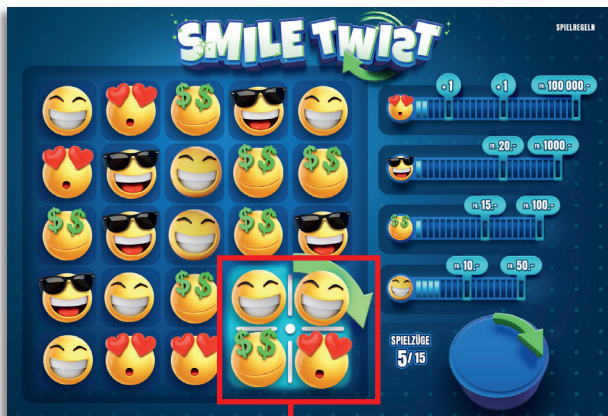 SMILE TWIST
SPIELREGELN
+1 +1 FR. 100 000.-
FR. 20.- FR. 1000.-
FR. 15.- FR. 100.-
FR. 10.- FR. 50.-
SPIELZÜGE
5/15